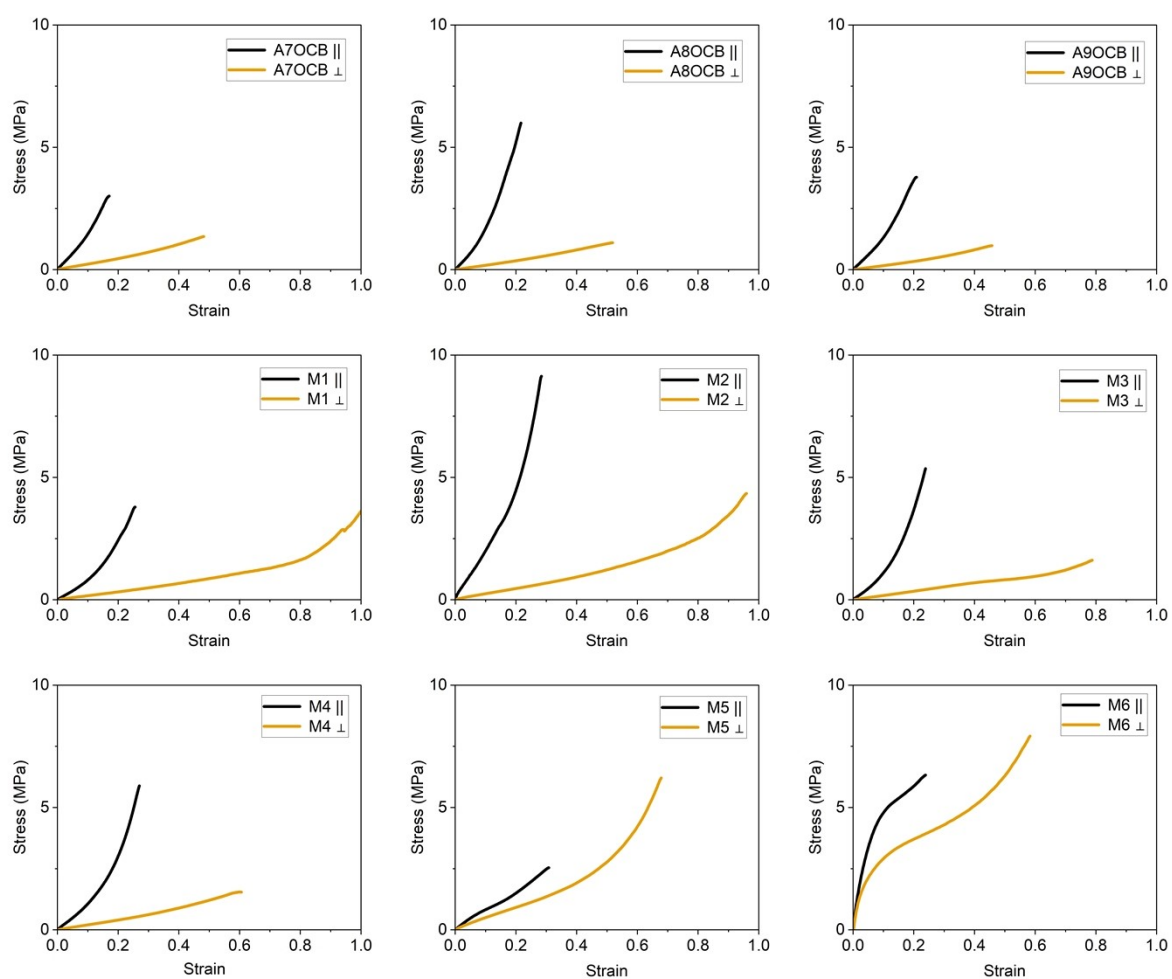 A7OCB ||
A7OCB ⊥
Stress (MPa)
10
5
0
0.0 0.2 0.4 0.6 0.8 1.0
Strain
A8OCB ||
A8OCB ⊥
Stress (MPa)
10
5
0
0.0 0.2 0.4 0.6 0.8 1.0
Strain
A9OCB ||
A9OCB ⊥
Stress (MPa)
10
5
0
0.0 0.2 0.4 0.6 0.8 1.0
Strain
M1 ||
M1 ⊥
Stress (MPa)
10
5
0
0.0 0.2 0.4 0.6 0.8 1.0
Strain
M2 ||
M2 ⊥
Stress (MPa)
10
5
0
0.0 0.2 0.4 0.6 0.8 1.0
Strain
M3 ||
M3 ⊥
Stress (MPa)
10
5
0
0.0 0.2 0.4 0.6 0.8 1.0
Strain
M4 ||
M4 ⊥
Stress (MPa)
10
5
0
0.0 0.2 0.4 0.6 0.8 1.0
Strain
M5 ||
M5 ⊥
Stress (MPa)
10
5
0
0.0 0.2 0.4 0.6 0.8 1.0
Strain
M6 ||
M6 ⊥
Stress (MPa)
10
5
0
0.0 0.2 0.4 0.6 0.8 1.0
Strain